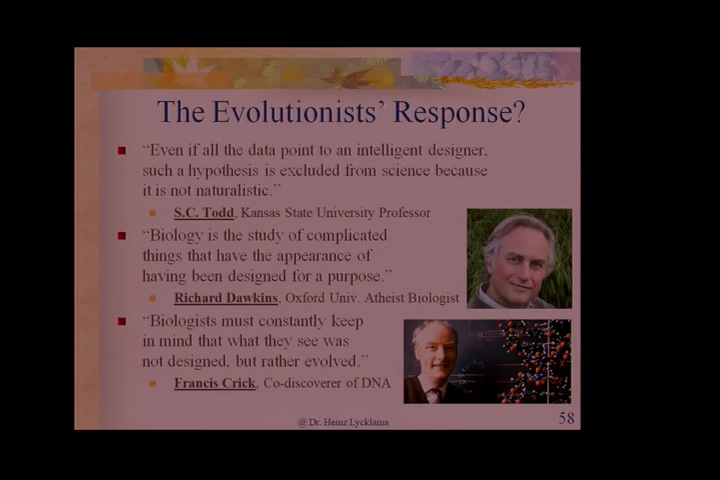 The Evolutionists' Response?
“Even if all the data point to an intelligent designer,
such a hypothesis is excluded from science because
it is not naturalistic.”
S.C. Todd, Kansas State University Professor
“Biology is the study of complicated
things that have the appearance of
having been designed for a purpose.”
Richard Dawkins, Oxford Univ. Atheist Biologist
“Biologists must constantly keep
in mind that what they see was
not designed, but rather evolved.”
Francis Crick, Co-discoverer of DNA
@ Dr. Heinz Lycklama
58